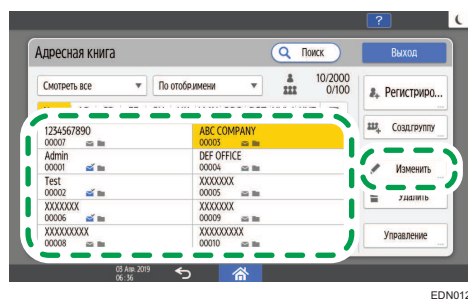 ?
Адресная книга
Поиск
Выход
Смотреть все
По отобр.имени
10/2000
0/100
Регистриро...
1234567890
00007
ABC COMPANY
00003
Созд.группу
Admin
00001
DEF OFFICE
00004
Изменить
Test
00002
XXXXXXX
00005
Удалить
XXXXXXX
00006
XXXXXXX
00009
XXXXXXXXX
00008
XXXXXXXXX
00010
Управление
03 Апр. 2019
06:36
EDN012